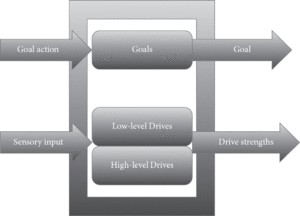 Goal action
Goals
Goal
Low-level Drives
Sensory input
Drive strengths
High-level Drives